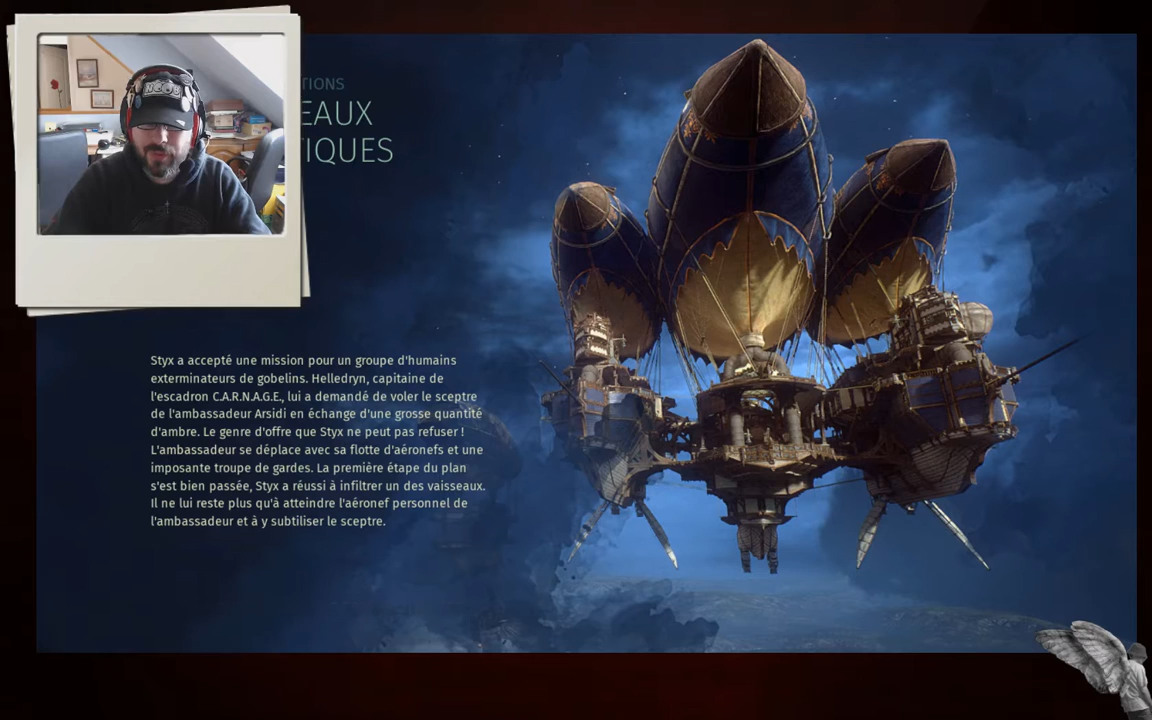 TIONS
EAUX
TIQUES
Styx a accepté une mission pour un groupe d'humains
exterminateurs de gobelins. Helledryn, capitaine de
l'escadron C.A.R.N.A.G.E., lui a demandé de voler le sceptre
de l'ambassadeur Arsidi en échange d'une grosse quantité
d'ambre. Le genre d'offre que Styx ne peut pas refuser !
L'ambassadeur se déplace avec sa flotte d'aéronefs et une
imposante troupe de gardes. La première étape du plan
s'est bien passée, Styx a réussi à infiltrer un des vaisseaux.
Il ne lui reste plus qu'à atteindre l'aéronef personnel de
l'ambassadeur et à y subtiliser le sceptre.